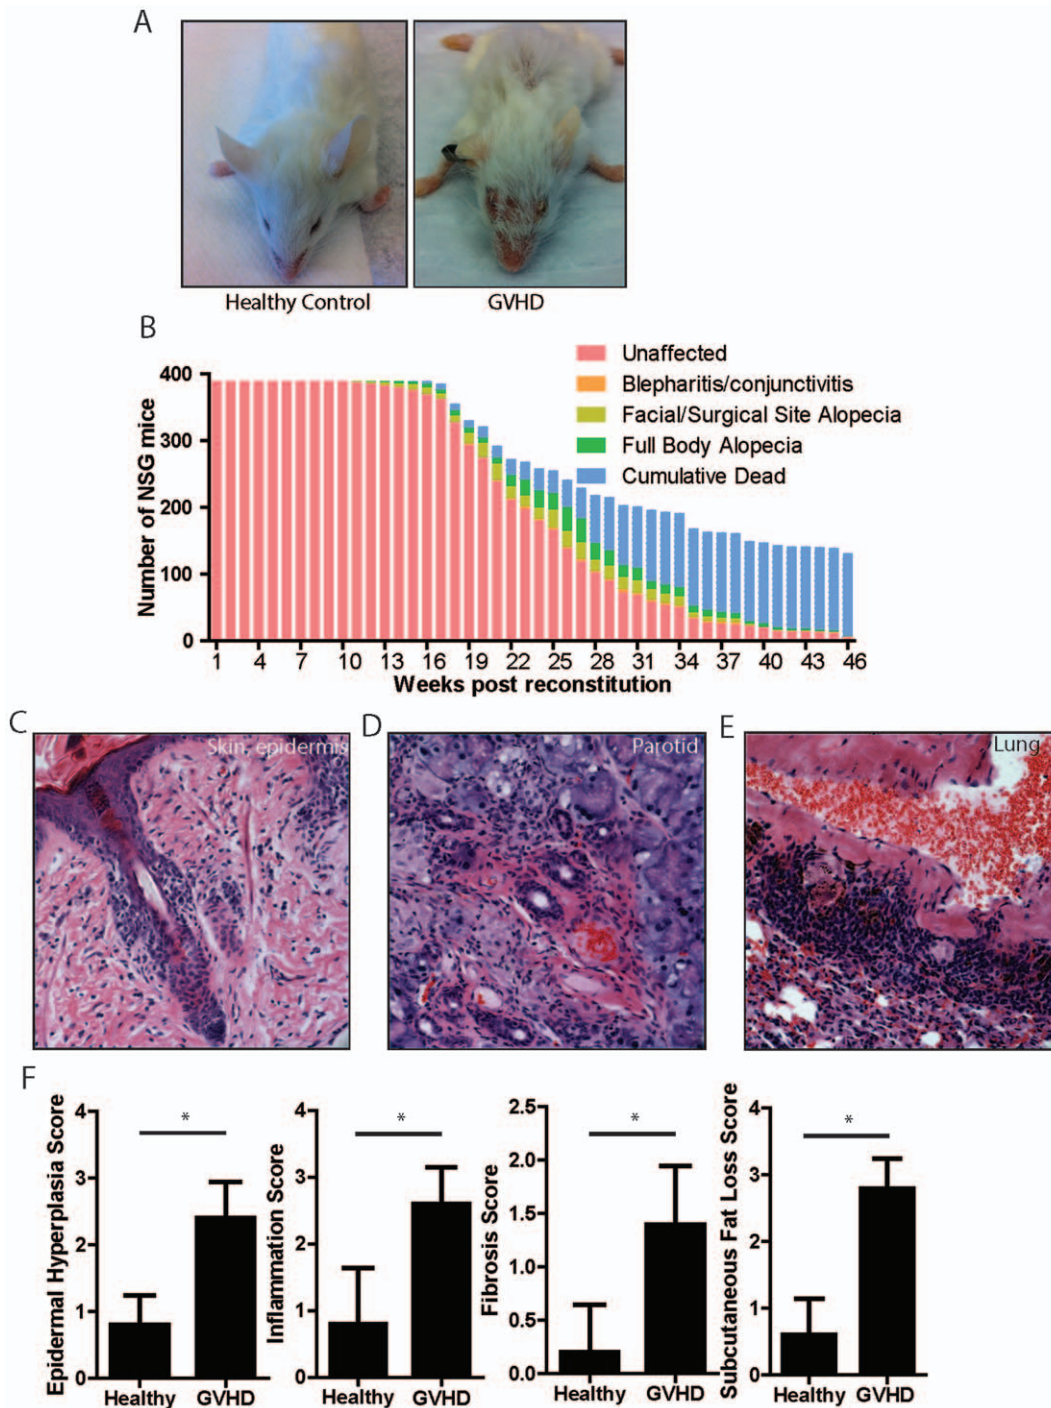 A
Healthy Control
GVHD
B
Unaffected
Blepharitis/conjunctivitis
Facial/Surgical Site Alopecia
Full Body Alopecia
Cumulative Dead
Number of NSG mice
400
300
200
100
0
1 4 7 10 13 16 19 22 25 28 31 34 37 40 43 46
Weeks post reconstitution
C
Skin, epidermis
D
Parotid
E
Lung
F
Epidermal Hyperplasia Score
4
3
2
1
0
*
Healthy GVHD
Inflammation Score
4
3
2
1
0
*
Healthy GVHD
Fibrosis Score
2.5
2.0
1.5
1.0
0.5
0.0
*
Healthy GVHD
Subcutaneous Fat Loss Score
4
3
2
1
0
*
Healthy GVHD